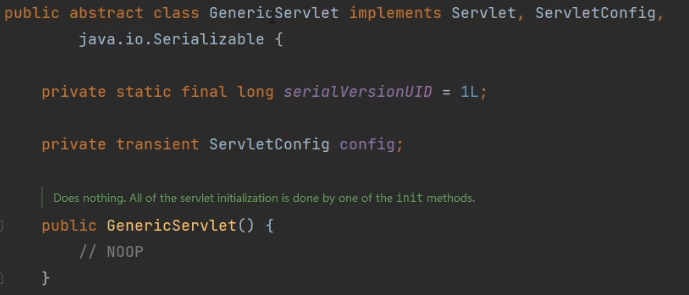 public abstract class GenericServlet implements Servlet, ServletConfig,
java.io.Serializable {
private static final long serialVersionUID = 1L;
private transient ServletConfig config;
Does nothing. All of the servlet initialization is done by one of the init methods.
public GenericServlet() {
// NOOP
}